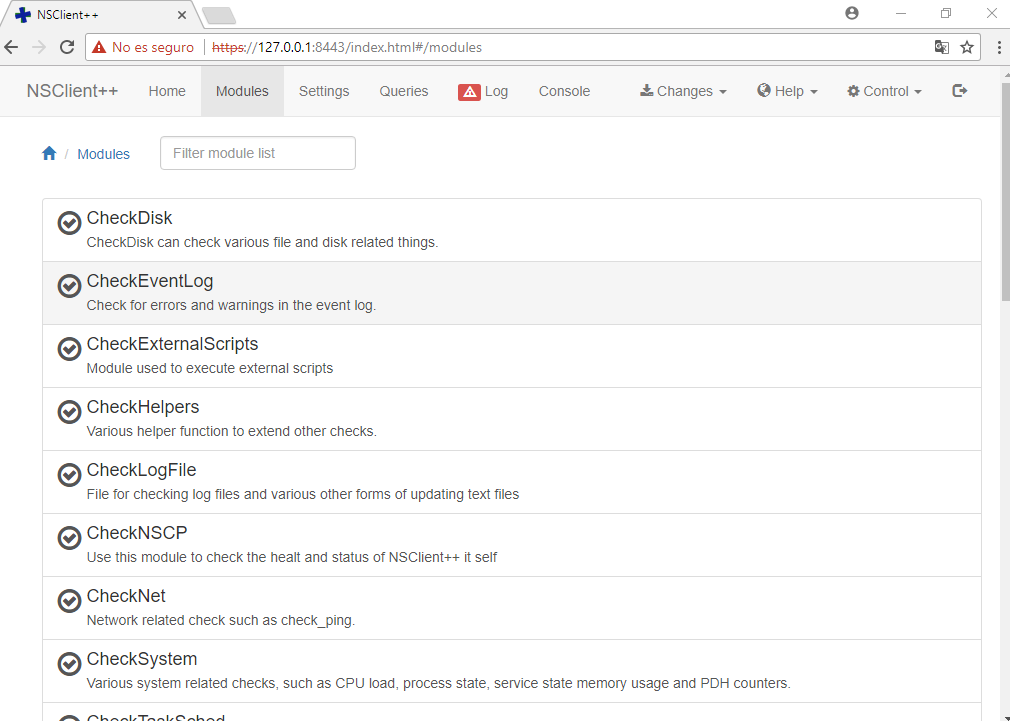 NSClient++
No es seguro https://127.0.0.1:8443/index.html#/modules
NSClient++ Home Modules Settings Queries Log Console Changes Help Control
/ Modules Filter module list
CheckDisk
CheckDisk can check various file and disk related things.
CheckEventLog
Check for errors and warnings in the event log.
CheckExternalScripts
Module used to execute external scripts
CheckHelpers
Various helper function to extend other checks.
CheckLogFile
File for checking log files and various other forms of updating text files
CheckNSCP
Use this module to check the healt and status of NSClient++ it self
CheckNet
Network related check such as check_ping.
CheckSystem
Various system related checks, such as CPU load, process state, service state memory usage and PDH counters.
CheckTaskSched